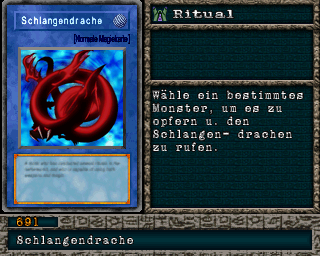 Schlangendrache
[Normale Magiekarte]
Ritual
Wähle ein bestimmtes
Monster, um es zu
opfern u. den
Schlangen- drachen
zu rufen.
691
Schlangendrache